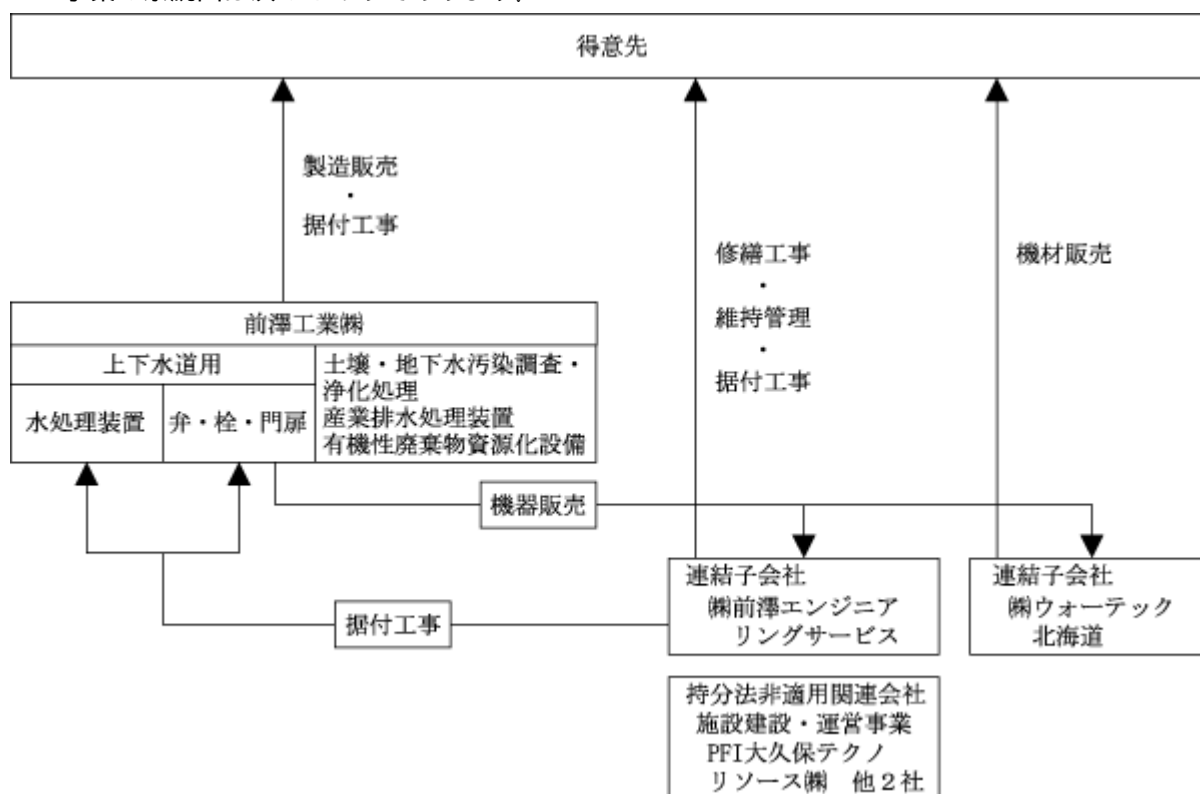 得意先
製造販売
・
据付工事
修繕工事
・
維持管理
・
据付工事
機材販売
前澤工業㈱
上下水道用
水処理装置
弁・栓・門扉
土壌・地下水汚染調査・
浄化処理
産業排水処理装置
有機性廃棄物資源化設備
機器販売
据付工事
連結子会社
㈱前澤エンジニア
リングサービス
連結子会社
㈱ウォーテック
北海道
持分法非適用関連会社
施設建設・運営事業
PFI大久保テクノ
リソース㈱ 他2社